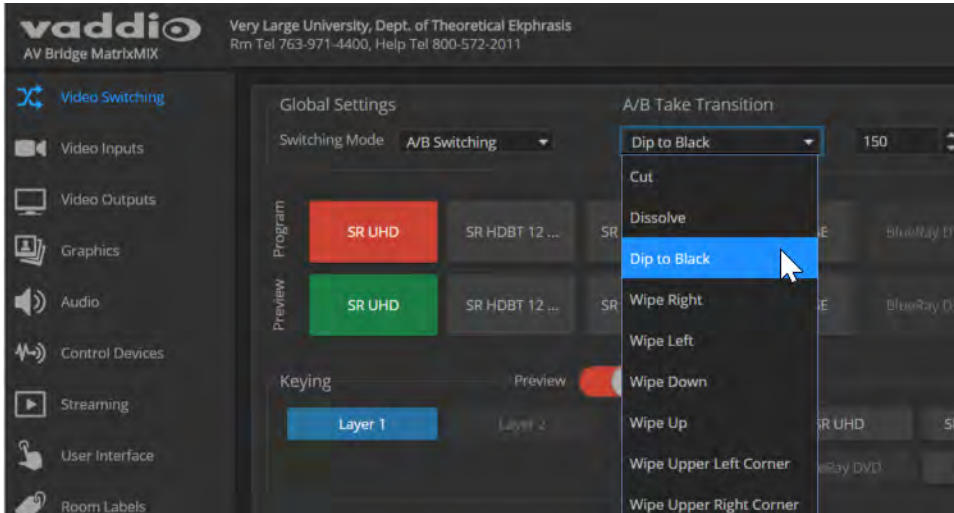 vaddio
AV Bridge MatrixMIX
Very Large University, Dept. of Theoretical Ekphrasis
Rm Tel 763-971-4400, Help Tel 800-572-2011
Video Switching
Video Inputs
Video Outputs
Graphics
Audio
Control Devices
Streaming
User Interface
Room Labels
Global Settings
A/B Take Transition
Switching Mode A/B Switching
Dip to Black 150
Cut
Dissolve
Dip to Black
Wipe Right
Wipe Left
Wipe Down
Wipe Up
Wipe Upper Left Corner
Wipe Upper Right Corner
Program
SR UHD SR HDBT 12 ... SR
Preview
SR UHD SR HDBT 12 ... SR
Keying Preview
Layer 1 Layer 2
SR UHD